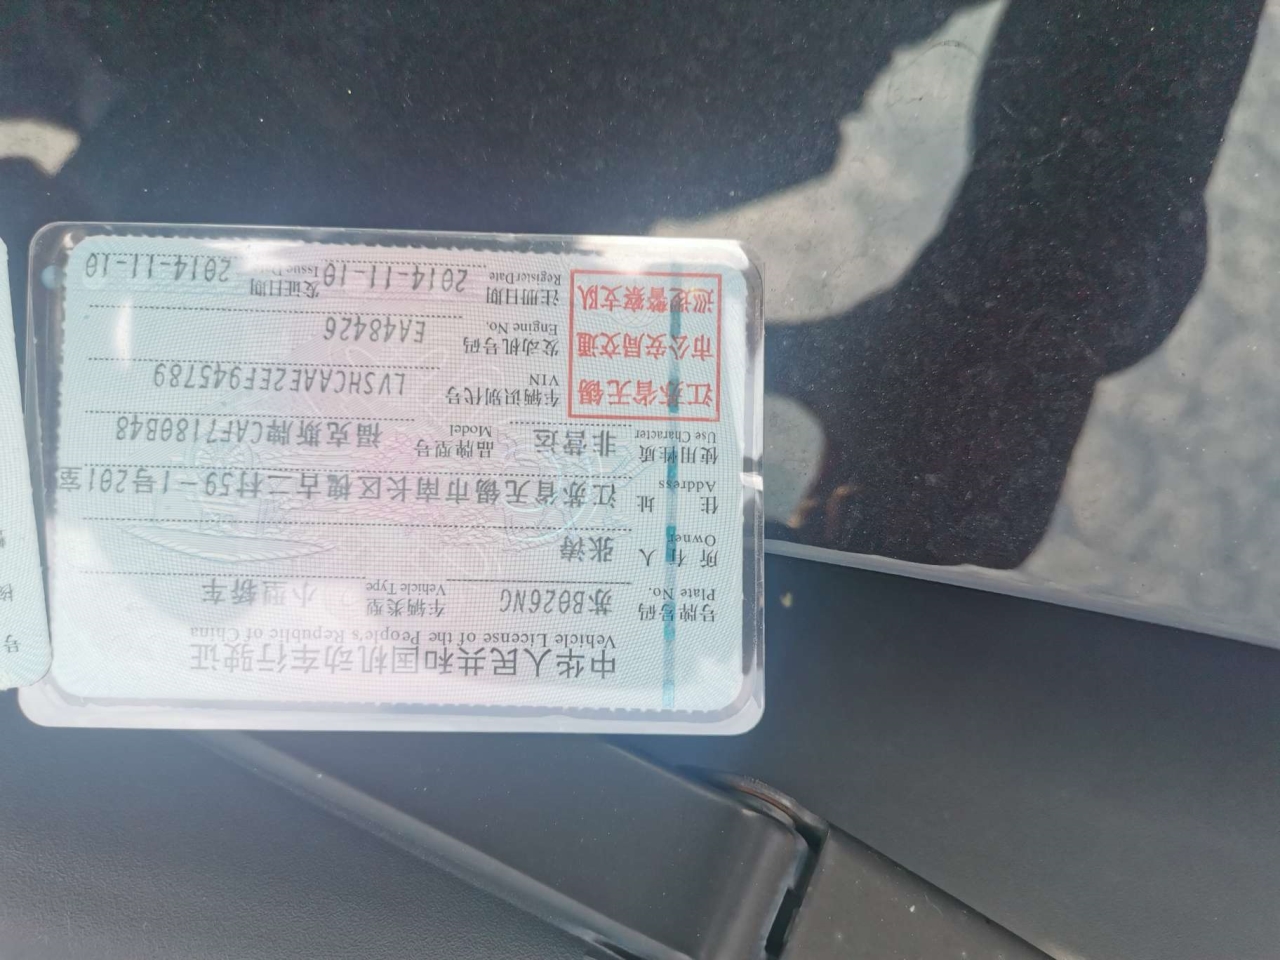 中华人民共和国机动车行驶证
Vehicle License of the People's Republic of China
号牌号码 苏B026NG 车辆类型 小型轿车
Plate No. Vehicle Type
所有人 张涛
Owner
住址 江苏省无锡市南长区槐古二村59-1号201室
Address
使用性质 非营运 品牌型号 福克斯牌CAF7180B48
Use Character Model
江苏省无锡
市公安局交通
巡逻警察支队
车辆识别代号 LVSHCAAE2EF945789
VIN
发动机号码 EA48426
Engine No.
注册日期 2014-11-10 发证日期 2014-11-10
RegisterDate Issue Date
号